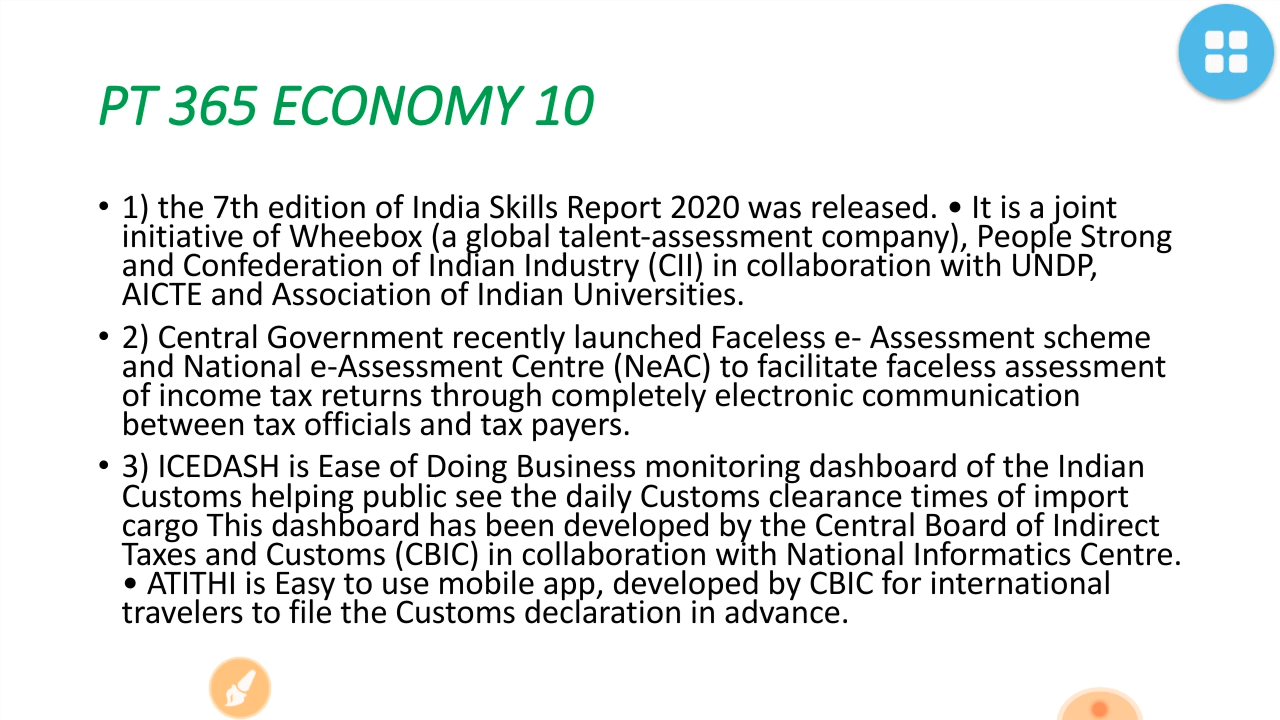 PT 365 ECONOMY 10
• 1) the 7th edition of India Skills Report 2020 was released. • It is a joint
initiative of Wheebox (a global talent-assessment company), People Strong
and Confederation of Indian Industry (CII) in collaboration with UNDP,
AICTE and Association of Indian Universities.
• 2) Central Government recently launched Faceless e- Assessment scheme
and National e-Assessment Centre (NeAC) to facilitate faceless assessment
of income tax returns through completely electronic communication
between tax officials and tax payers.
• 3) ICEDASH is Ease of Doing Business monitoring dashboard of the Indian
Customs helping public see the daily Customs clearance times of import
cargo This dashboard has been developed by the Central Board of Indirect
Taxes and Customs (CBIC) in collaboration with National Informatics Centre.
• ATITHI is Easy to use mobile app, developed by CBIC for international
travelers to file the Customs declaration in advance.